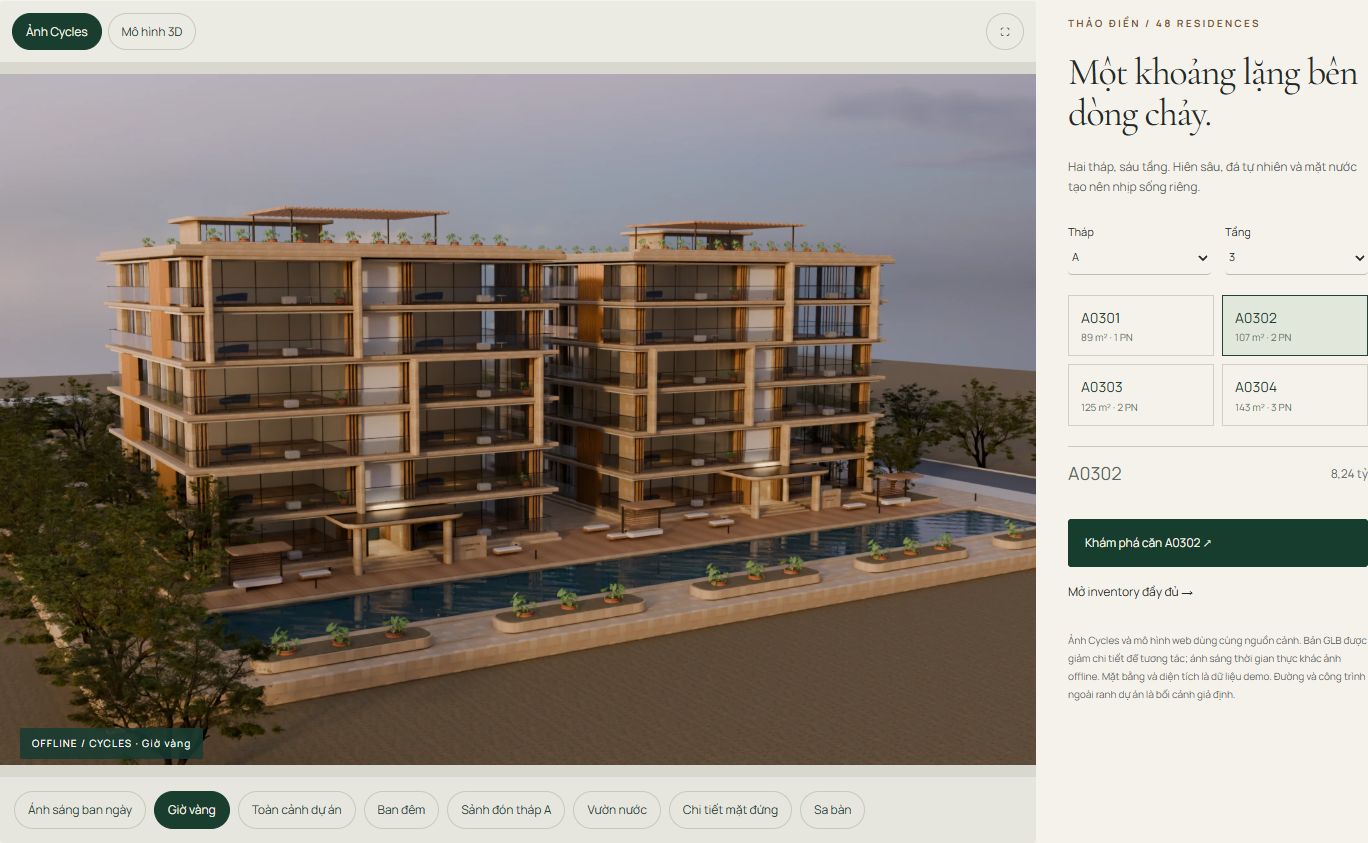 Ảnh Cycles
Mô hình 3D
THẢO ĐIỀN / 48 RESIDENCES
Một khoảng lặng bên
dòng chảy.
Hai tháp, sáu tầng. Hiên sâu, đá tự nhiên và mặt nước
tạo nên nhịp sống riêng.
Tháp
Tầng
A
3
A0301
89 m² · 1 PN
A0302
107 m² · 2 PN
A0303
125 m² · 2 PN
A0304
143 m² · 3 PN
A0302
8,24 tỷ
Khám phá căn A0302 ↗
Mở inventory đầy đủ →
Ảnh Cycles và mô hình web dùng cùng nguồn cảnh. Bản GLB được
giảm chi tiết để tương tác; ánh sáng thời gian thực khác ảnh
offline. Mặt bằng và diện tích là dữ liệu demo. Đường và công trình
ngoài ranh dự án là bối cảnh giả định.
OFFLINE / CYCLES · Giờ vàng
Ánh sáng ban ngày
Giờ vàng
Toàn cảnh dự án
Ban đêm
Sảnh đón tháp A
Vườn nước
Chi tiết mặt đứng
Sa bàn